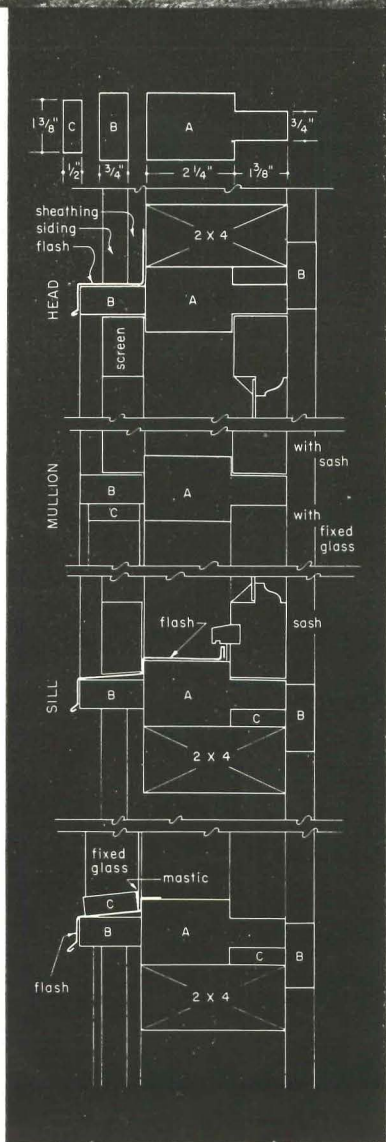 C B A
1 3/8" 3/4"
1/2" 3/4" 2 1/4" 1 3/8"
sheathing
siding
flash
2 X 4
B
HEAD
B A
screen
with
sash
MULLION
B A
C
with
fixed
glass
flash
sash
SILL
B A
C B
2 X 4
fixed
glass
mastic
C
B A
C B
flash
2 X 4